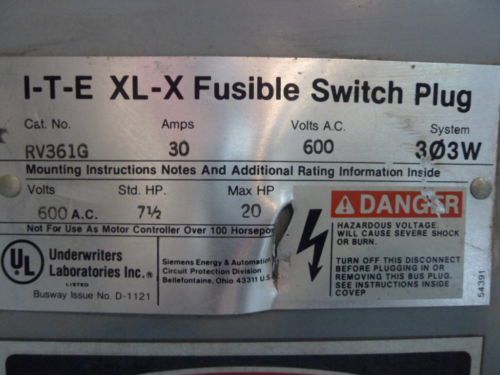 I-T-E XL-X Fusible Switch Plug
Cat. No. Amps Volts A.C. System
RV361G 30 600 3Ø3W
Mounting Instructions Notes And Additional Rating Information Inside
Volts Std. HP. Max HP
600 A.C. 7½ 20
Not For Use As Motor Controller Over 100 Horsepo
UL
Underwriters
Laboratories Inc.®
LISTED
Busway Issue No. D-1121
Siemens Energy & Automation
Circuit Protection Division
Bellefontaine, Ohio 43311 U.S.
DANGER
HAZARDOUS VOLTAGE.
WILL CAUSE SEVERE SHOCK
OR BURN.
TURN OFF THIS DISCONNECT
BEFORE PLUGGING IN OR
REMOVING THIS BUS PLUG.
SEE INSTRUCTIONS INSIDE
COVER
54391